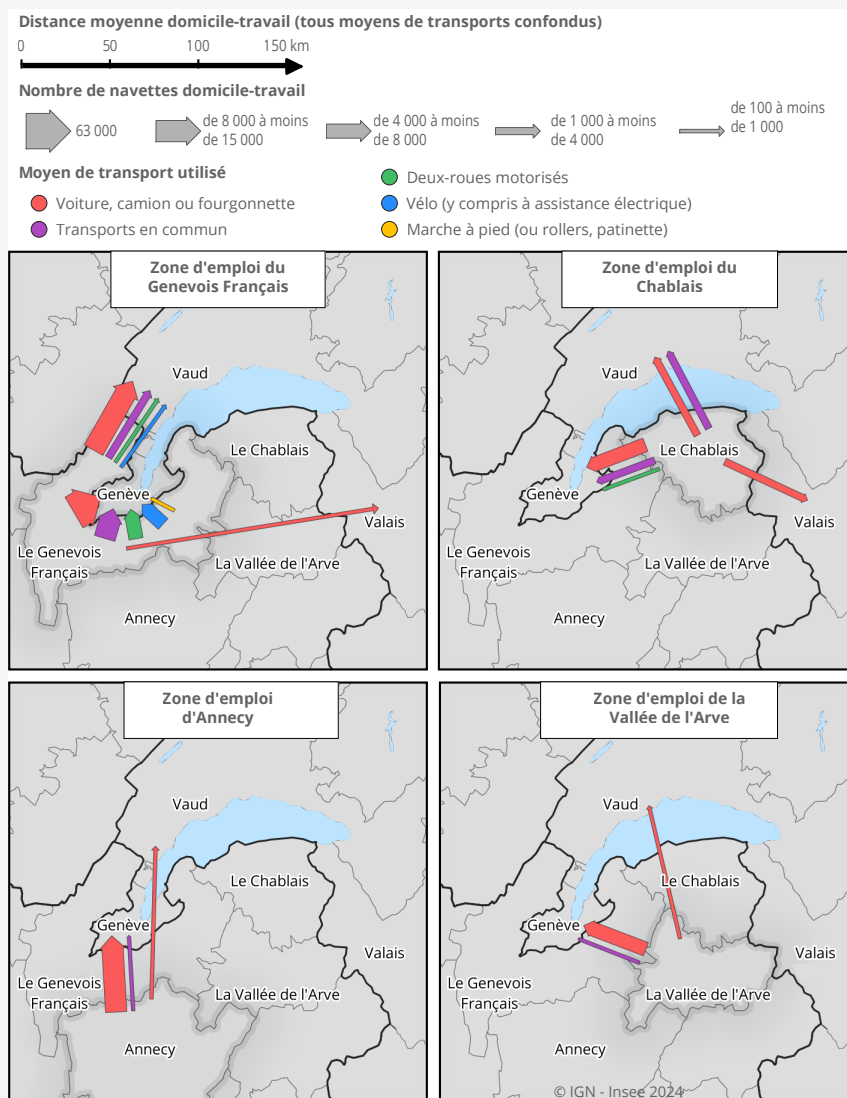 Distance moyenne domicile-travail (tous moyens de transports confondus)
0 50 100 150 km
Nombre de navettes domicile-travail
63 000
de 8 000 à moins
de 15 000
de 4 000 à moins
de 8 000
de 1 000 à moins
de 4 000
de 100 à moins
de 1 000
Moyen de transport utilisé
Voiture, camion ou fourgonnette
Transports en commun
Deux-roues motorisés
Vélo (y compris à assistance électrique)
Marche à pied (ou rollers, patinette)
Zone d'emploi du
Genevois Français
Vaud
Le Chablais
Genève
Valais
Le Genevois
Français
La Vallée de l'Arve
Annecy
Zone d'emploi du
Chablais
Vaud
Le Chablais
Genève
Valais
Le Genevois
Français
La Vallée de l'Arve
Annecy
Zone d'emploi
d'Annecy
Vaud
Le Chablais
Genève
Valais
Le Genevois
Français
La Vallée de l'Arve
Annecy
Zone d'emploi de la
Vallée de l'Arve
Vaud
Le Chablais
Genève
Valais
Le Genevois
Français
La Vallée de l'Arve
Annecy
© IGN - Insee 2024